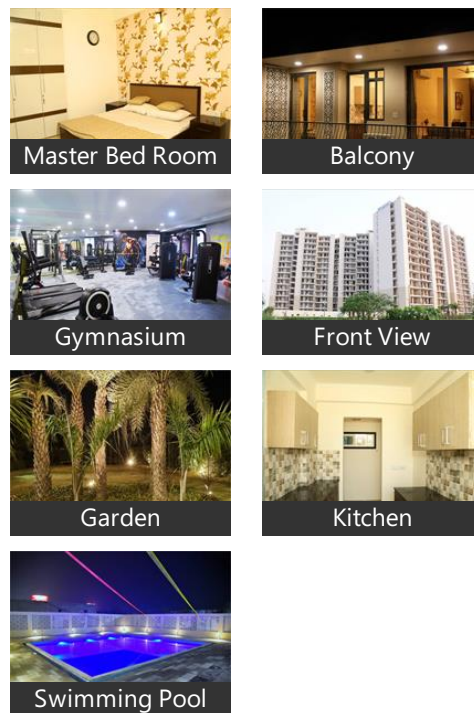 Master Bed Room
Balcony
Gymnasium
Front View
Garden
Kitchen
Swimming Pool